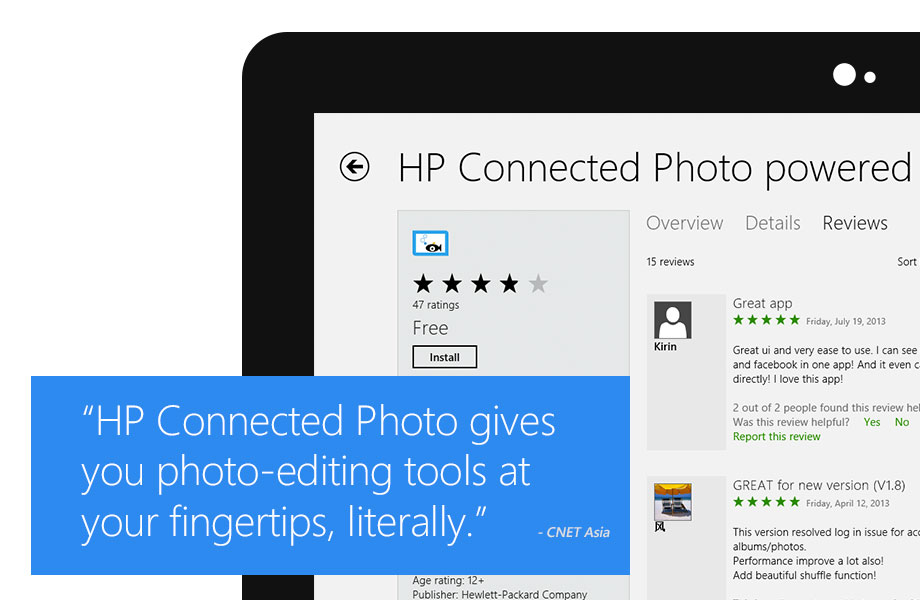 HP Connected Photo powered
Overview Details Reviews
15 reviews Sort
47 ratings
Free
Install
Great app
Friday, July 19, 2013
Kirin
Great ui and very ease to use. I can see
and facebook in one app! And it even
directly! I love this app!
2 out of 2 people found this review
Was this review helpful? Yes No
Report this review
GREAT for new version (V1.8)
Friday, April 12, 2013
风
This version resolved log in issue for
albums/photos.
Performance improve a lot also!
Add beautiful shuffle function!
“HP Connected Photo gives
you photo-editing tools at
your fingertips, literally.”
- CNET Asia
Age rating: 12+
Publisher: Hewlett-Packard Company